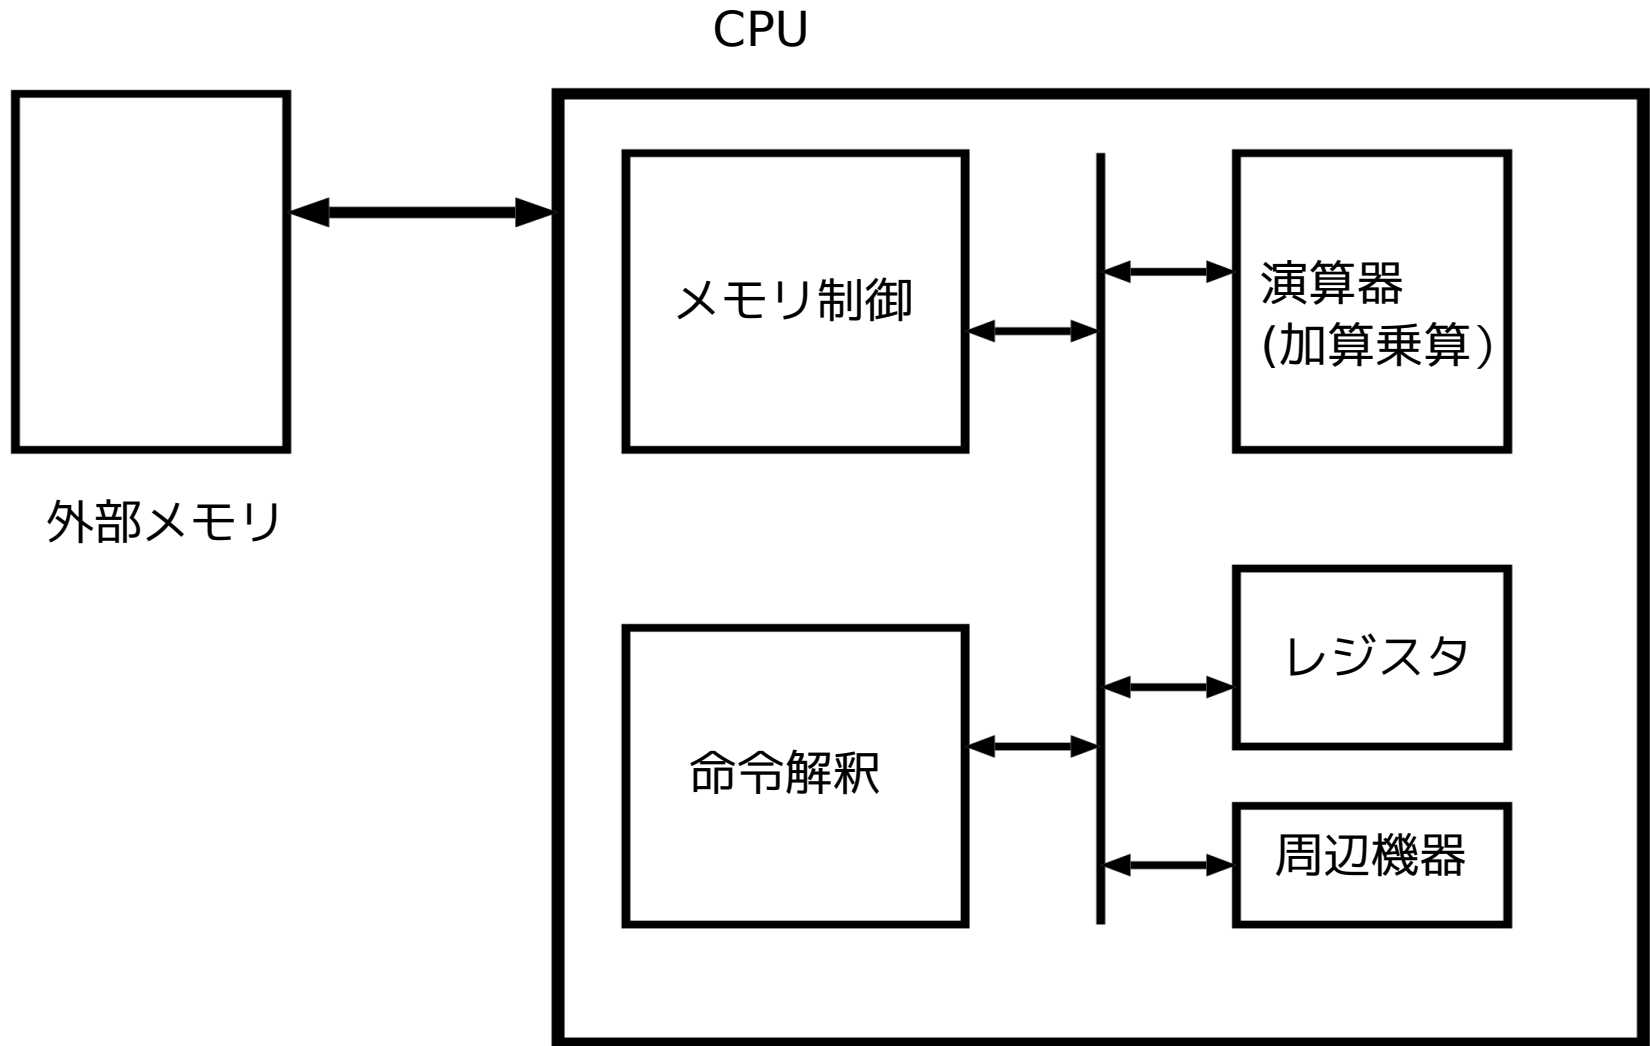 CPU
メモリ制御
演算器
(加算乗算）
外部メモリ
レジスタ
命令解釈
周辺機器